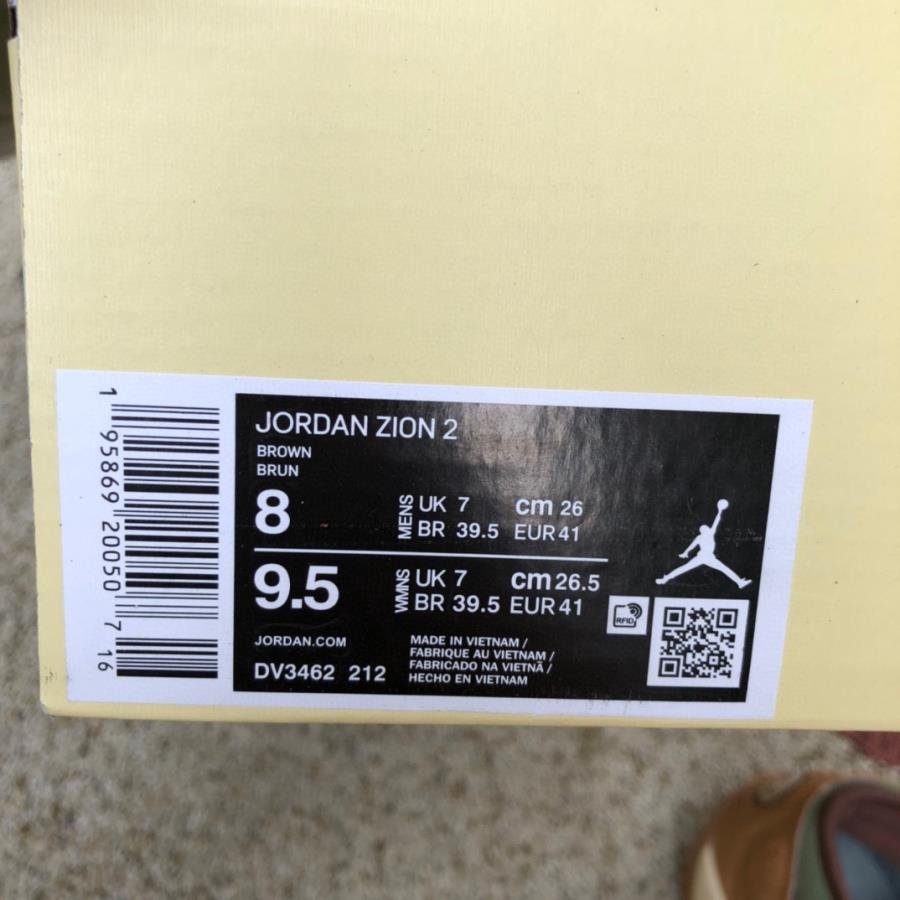 JORDAN ZION 2
BROWN
BRUN
8 MENS UK 7 cm 26
BR 39.5 EUR 41
9.5 WMNS UK 7 cm 26.5
BR 39.5 EUR 41
JORDAN.COM
DV3462 212
MADE IN VIETNAM /
FABRIQUE AU VIETNAM /
FABRICADO NA VIETNÃ /
HECHO EN VIETNAM
RFID
1 95869 20050 7 16